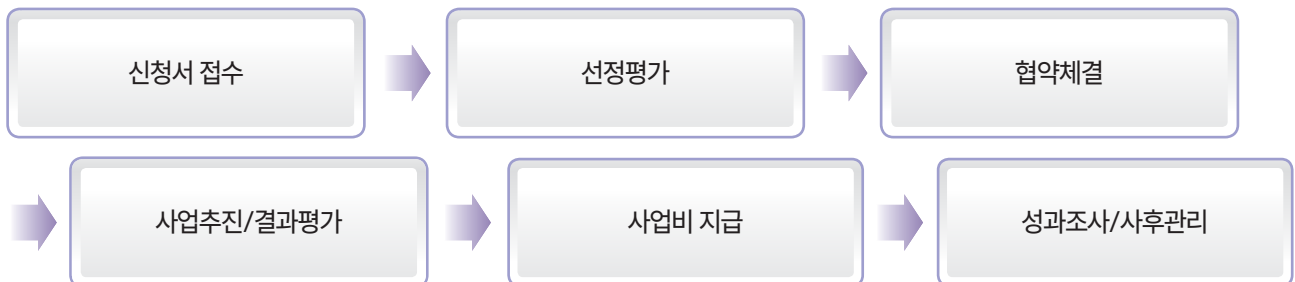 신청서 접수
선정평가
협약체결
사업추진/결과평가
사업비 지급
성과조사/사후관리